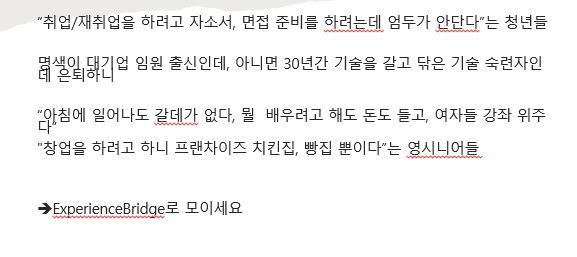 “취업/재취업을 하려고 자소서, 면접 준비를 하려는데 엄두가 안단다”는 청년들
명색이 대기업 임원 출신인데, 아니면 30년간 기술을 갈고 닦은 기술 숙련자인
데 은퇴하니
“아침에 일어나도 갈데가 없다, 뭘 배우려고 해도 돈도 들고, 여자들 강좌 위주
다”
"창업을 하려고 하니 프랜차이즈 치킨집, 빵집 뿐이다”는 영시니어들
➔ExperienceBridge로 모이세요